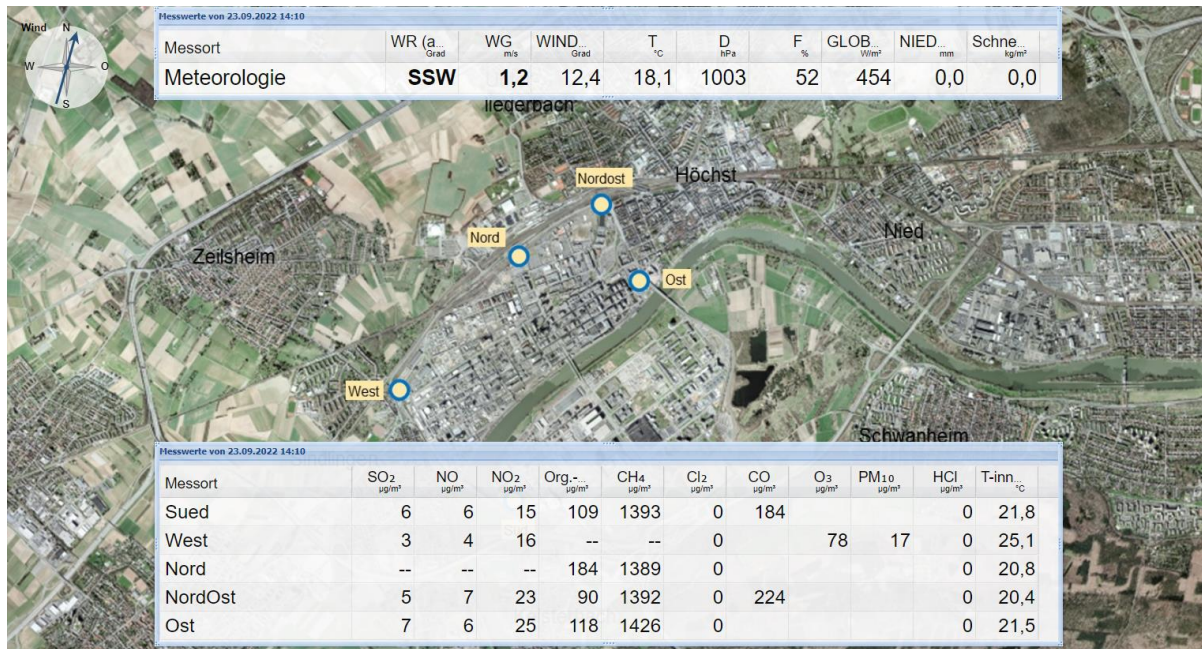 Messwerte von 23.09.2022 14:10
Wind N
W O
S
Messort WR (a... Grad WG m/s WIND... Grad T °C D hPa F % GLOB... W/m² NIED... mm Schne... kg/m²
Meteorologie SSW 1,2 12,4 18,1 1003 52 454 0,0 0,0
liederbach
Nordost
Höchst
Nord
Nied
Zeilsheim
Ost
West
Schwanheim
Messwerte von 23.09.2022 14:10
Messort SO₂ µg/m³ NO µg/m³ NO₂ µg/m³ Org.-... µg/m³ CH₄ µg/m³ Cl₂ µg/m³ CO µg/m³ O₃ µg/m³ PM₁₀ µg/m³ HCl µg/m³ T-inn... °C
Sued 6 6 15 109 1393 0 184 0 21,8
West 3 4 16 -- -- 0 78 17 0 25,1
Nord -- -- -- 184 1389 0 0 20,8
NordOst 5 7 23 90 1392 0 224 0 20,4
Ost 7 6 25 118 1426 0 0 21,5